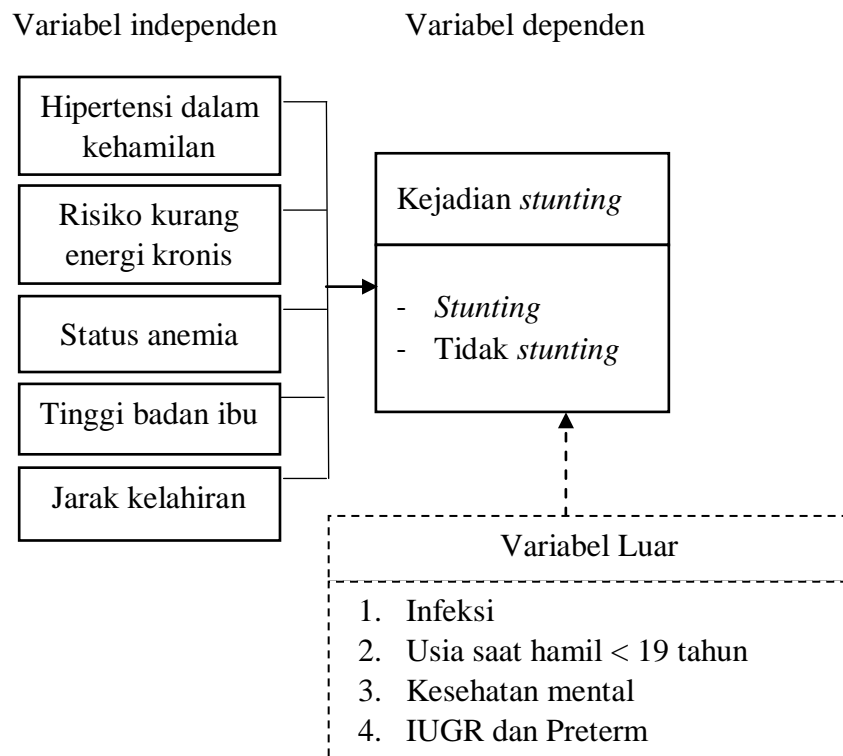 Variabel independen
Variabel dependen
Hipertensi dalam
kehamilan
Risiko kurang
energi kronis
Status anemia
Tinggi badan ibu
Jarak kelahiran
Kejadian stunting
- Stunting
- Tidak stunting
Variabel Luar
1. Infeksi
2. Usia saat hamil < 19 tahun
3. Kesehatan mental
4. IUGR dan Preterm